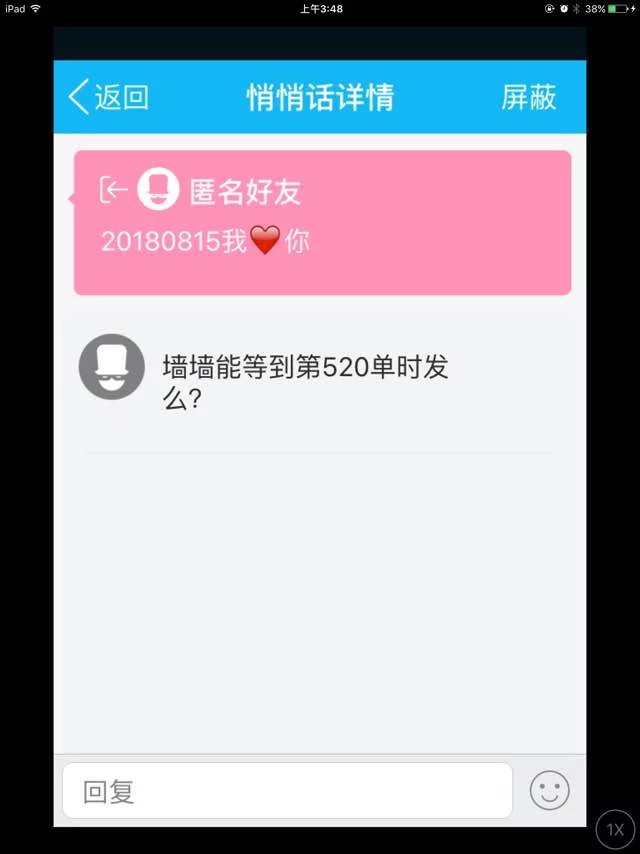 iPad 上午3:48 38%
返回 悄悄话详情 屏蔽
匿名好友
20180815我❤️你
墙墙能等到第520单时发
么?
回复
1X